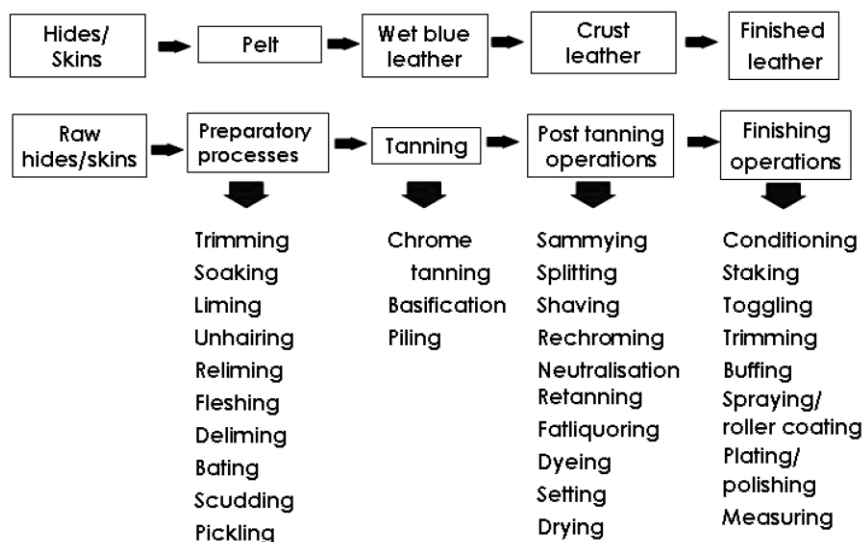 Hides/
Skins
Pelt
Wet blue
leather
Crust
leather
Finished
leather
Raw
hides/skins
Preparatory
processes
Tanning
Post tanning
operations
Finishing
operations
Trimming
Soaking
Liming
Unhairing
Reliming
Fleshing
Deliming
Bating
Scudding
Pickling
Chrome
tanning
Basification
Piling
Sammying
Splitting
Shaving
Rechroming
Neutralisation
Retanning
Fatliquoring
Dyeing
Setting
Drying
Conditioning
Staking
Toggling
Trimming
Buffing
Spraying/
roller coating
Plating/
polishing
Measuring